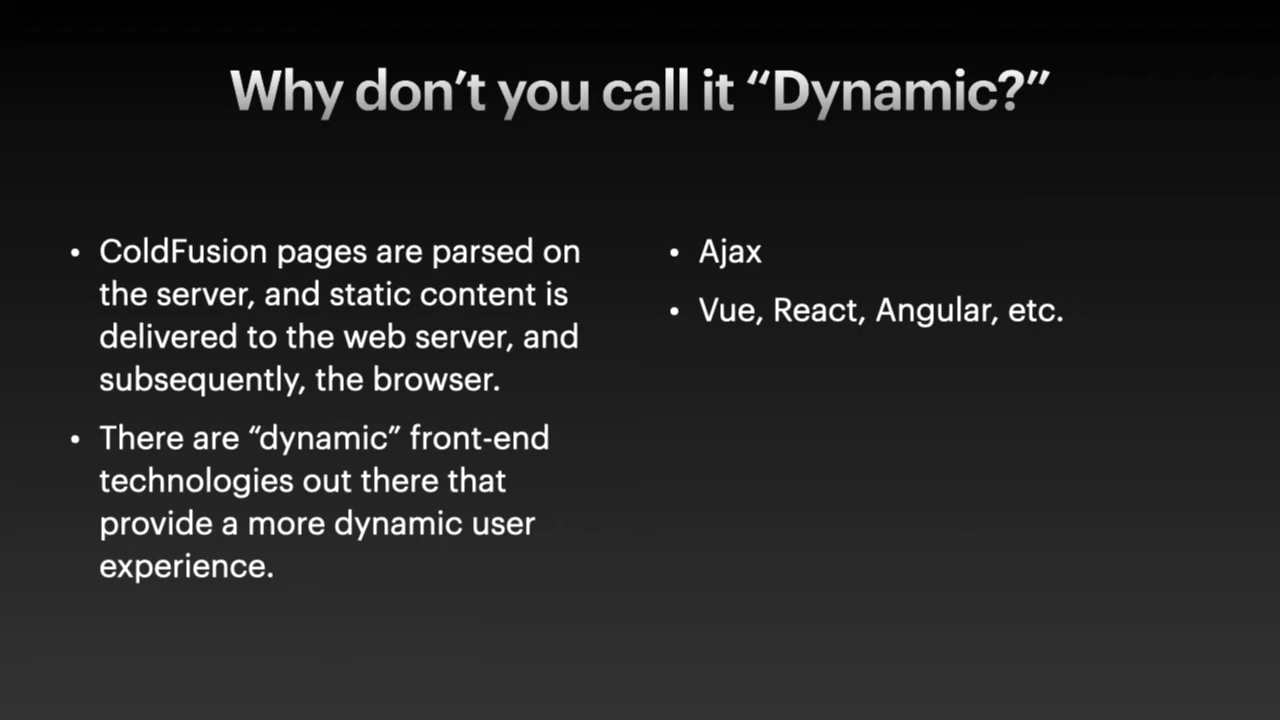 Why don’t you call it “Dynamic?”
• ColdFusion pages are parsed on
the server, and static content is
delivered to the web server, and
subsequently, the browser.
• There are “dynamic” front-end
technologies out there that
provide a more dynamic user
experience.
• Ajax
• Vue, React, Angular, etc.